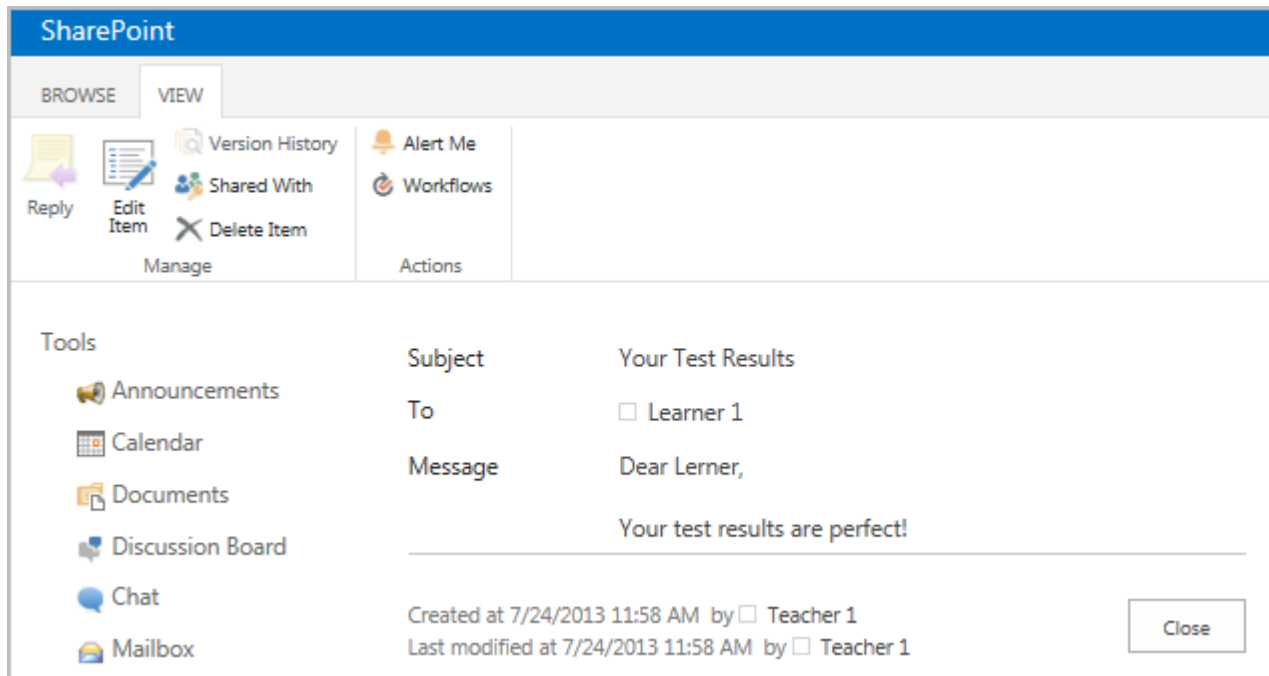 SharePoint
BROWSE VIEW
Reply
Edit Item
Version History
Shared With
Delete Item
Manage
Alert Me
Workflows
Actions
Tools
Announcements
Calendar
Documents
Discussion Board
Chat
Mailbox
Subject Your Test Results
To Learner 1
Message Dear Lerner,
Your test results are perfect!
Created at 7/24/2013 11:58 AM by Teacher 1
Last modified at 7/24/2013 11:58 AM by Teacher 1
Close